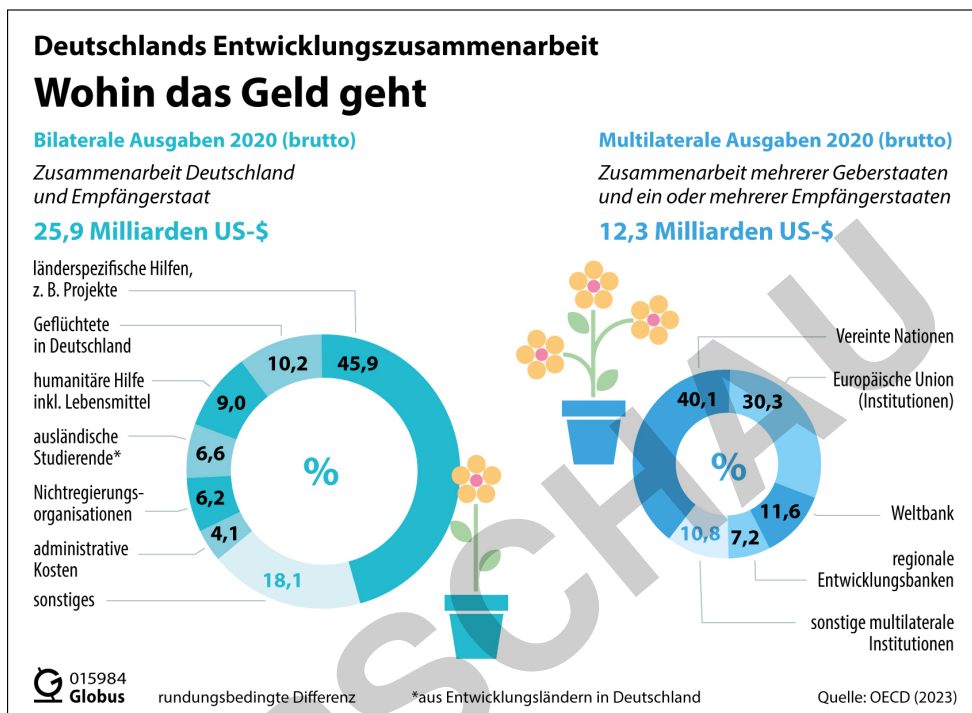 Deutschlands Entwicklungszusammenarbeit
Wohin das Geld geht
Bilaterale Ausgaben 2020 (brutto)
Zusammenarbeit Deutschland
und Empfängerstaat
25,9 Milliarden US-$
länderspezifische Hilfen,
z. B. Projekte
Geflüchtete
in Deutschland
humanitäre Hilfe
inkl. Lebensmittel
ausländische
Studierende*
Nichtregierungs-
organisationen
administrative
Kosten
sonstiges
45,9
10,2
9,0
6,6
6,2
4,1
18,1
%
Multilaterale Ausgaben 2020 (brutto)
Zusammenarbeit mehrerer Geberstaaten
und ein oder mehrerer Empfängerstaaten
12,3 Milliarden US-$
Vereinte Nationen
Europäische Union
(Institutionen)
Weltbank
regionale
Entwicklungsbanken
sonstige multilaterale
Institutionen
40,1
30,3
11,6
7,2
10,8
%
SCHAU
015984
Globus
rundungsbedingte Differenz
*aus Entwicklungsländern in Deutschland
Quelle: OECD (2023)